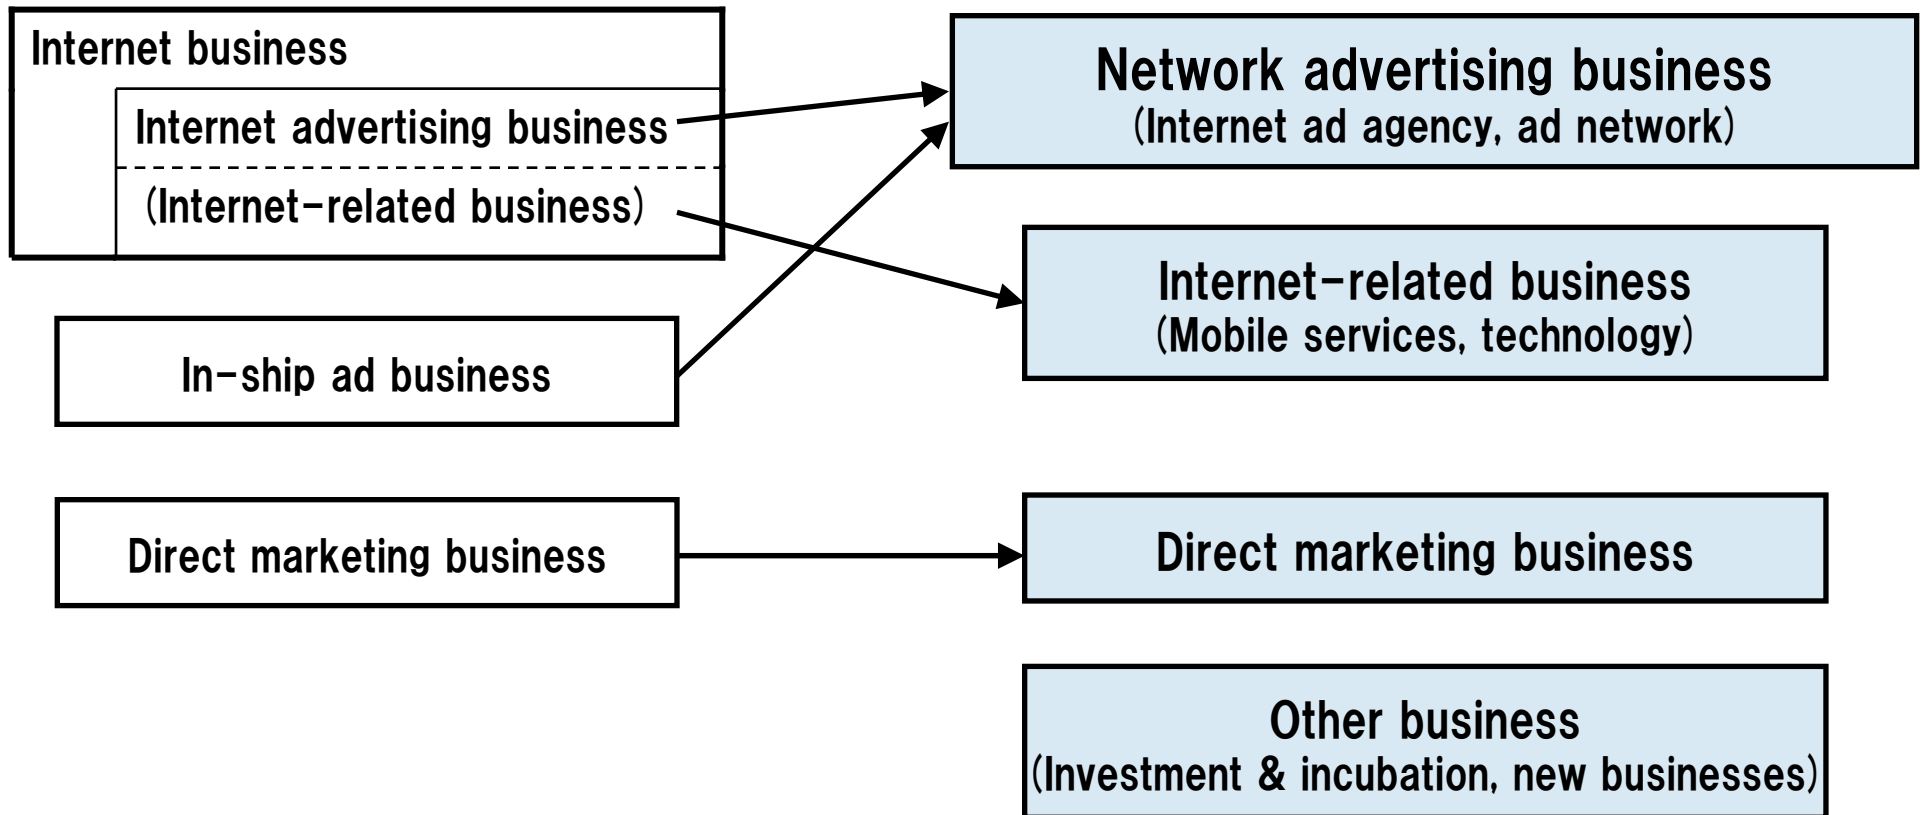 Internet business
Internet advertising business
(Internet-related business)
In-ship ad business
Direct marketing business
Network advertising business
(Internet ad agency, ad network)
Internet-related business
(Mobile services, technology)
Direct marketing business
Other business
(Investment & incubation, new businesses)